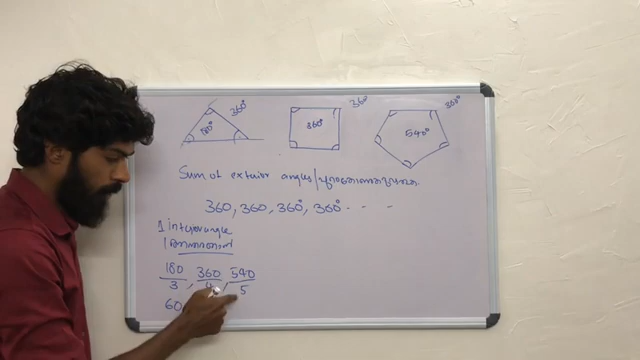 360° 360° 360°
180° 360° 540°
Sum of exterior angles/
360, 360, 360°, 360° - - -
1 interior angle
180/3, 360/4, 540/5
60